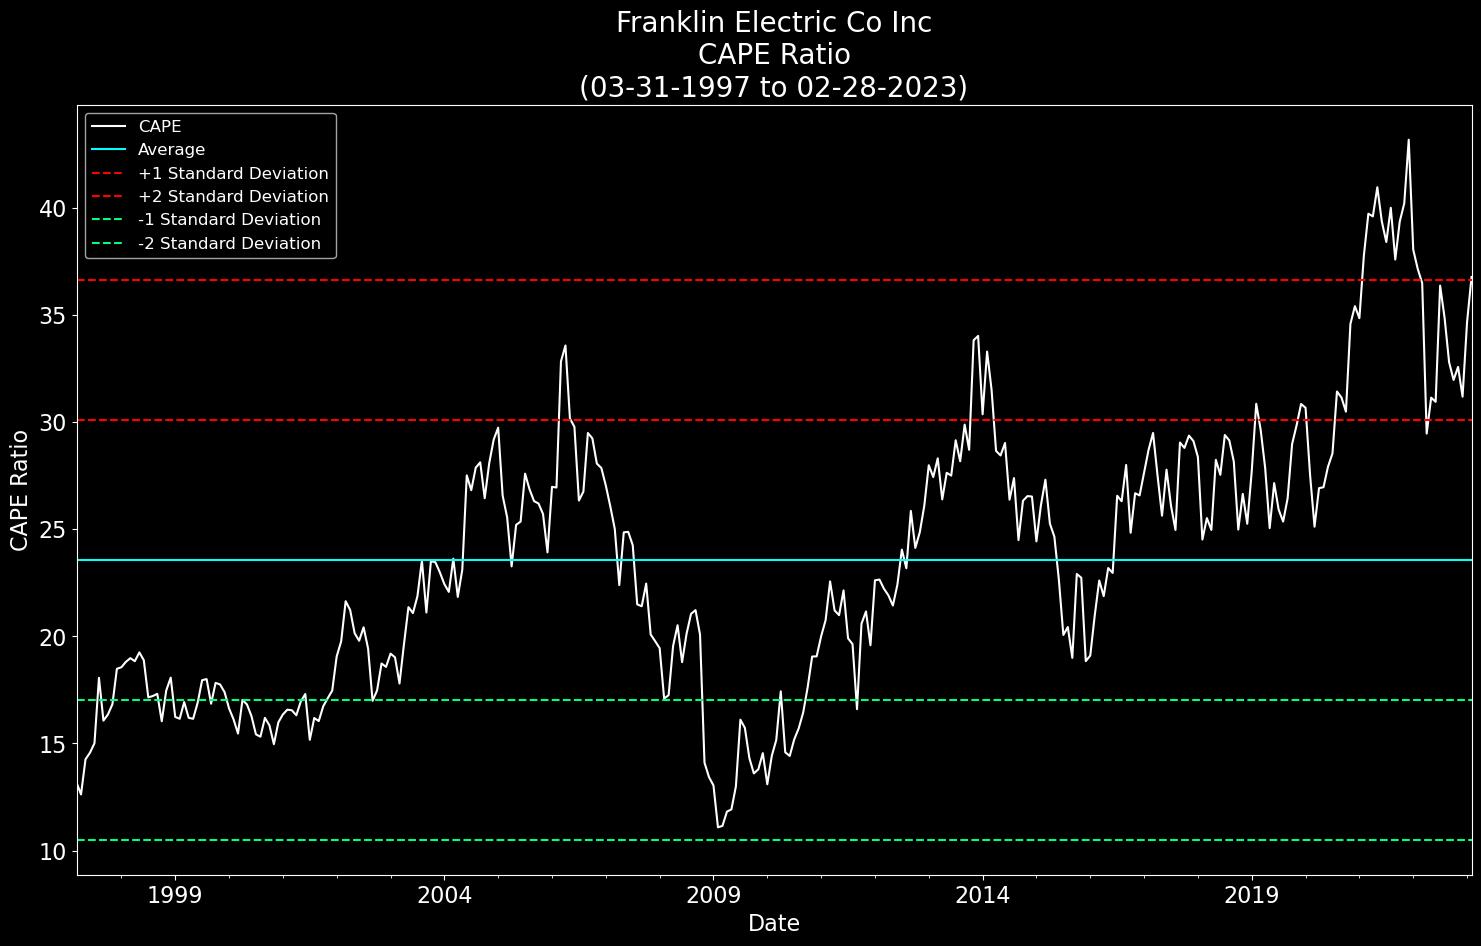 Franklin Electric Co Inc
CAPE Ratio
(03-31-1997 to 02-28-2023)
CAPE
Average
+1 Standard Deviation
+2 Standard Deviation
-1 Standard Deviation
-2 Standard Deviation
40
35
30
25
20
15
10
CAPE Ratio
1999
2004
2009
2014
2019
Date